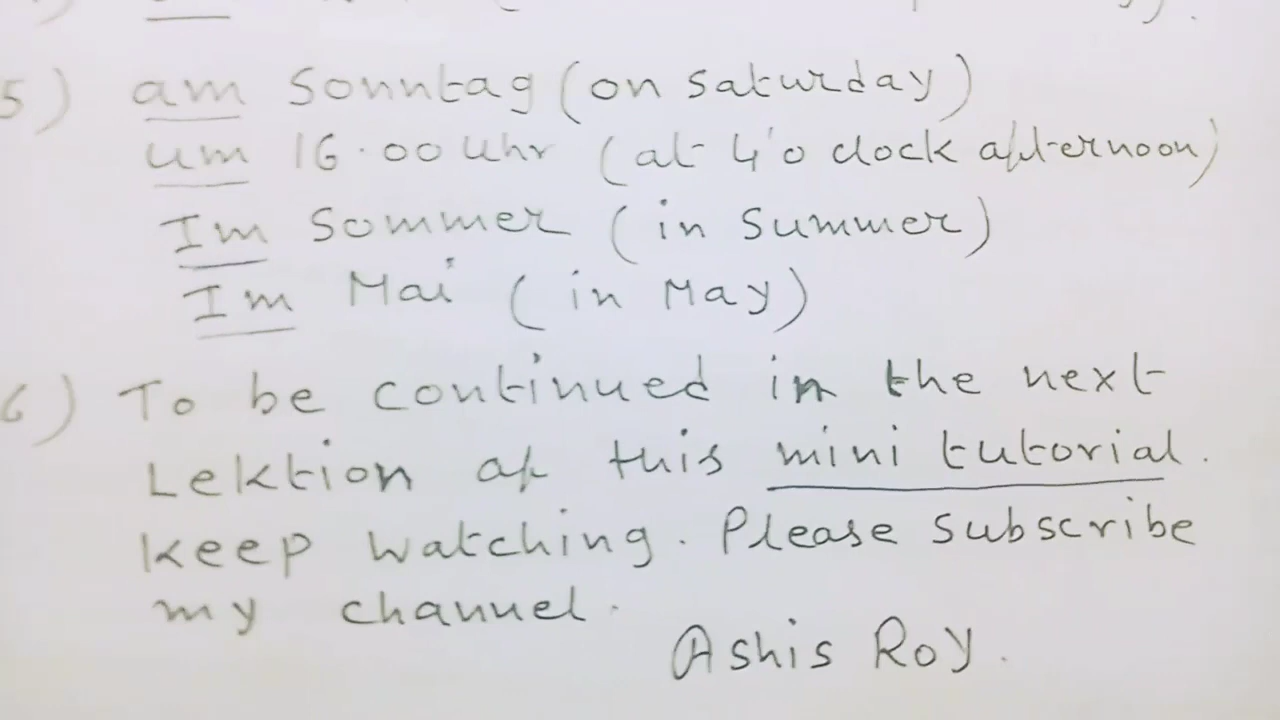 5) am Sonntag (on Saturday)
um 16.00 Uhr (at 4'o clock afternoon)
Im Sommer (in Summer)
Im Mai (in May)
6) To be continued in the next
Lektion of this mini tutorial.
keep watching. Please subscribe
my channel.
Ashis Roy.